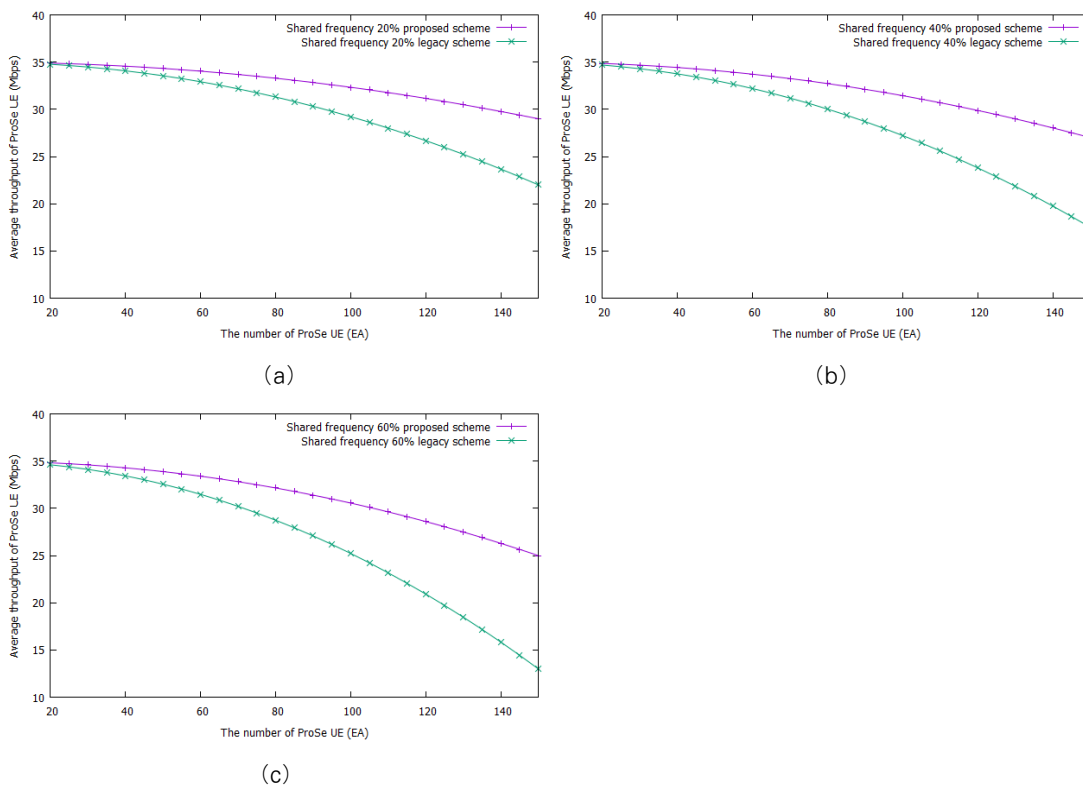 40
35
30
25
20
15
10
Average throughput of ProSe UE (Mbps)
Shared frequency 20% proposed scheme
Shared frequency 20% legacy scheme
20 40 60 80 100 120 140
The number of ProSe UE (EA)
(a)
40
35
30
25
20
15
10
Average throughput of ProSe UE (Mbps)
Shared frequency 40% proposed scheme
Shared frequency 40% legacy scheme
20 40 60 80 100 120 140
The number of ProSe UE (EA)
(b)
40
35
30
25
20
15
10
Average throughput of ProSe UE (Mbps)
Shared frequency 60% proposed scheme
Shared frequency 60% legacy scheme
20 40 60 80 100 120 140
The number of ProSe UE (EA)
(c)